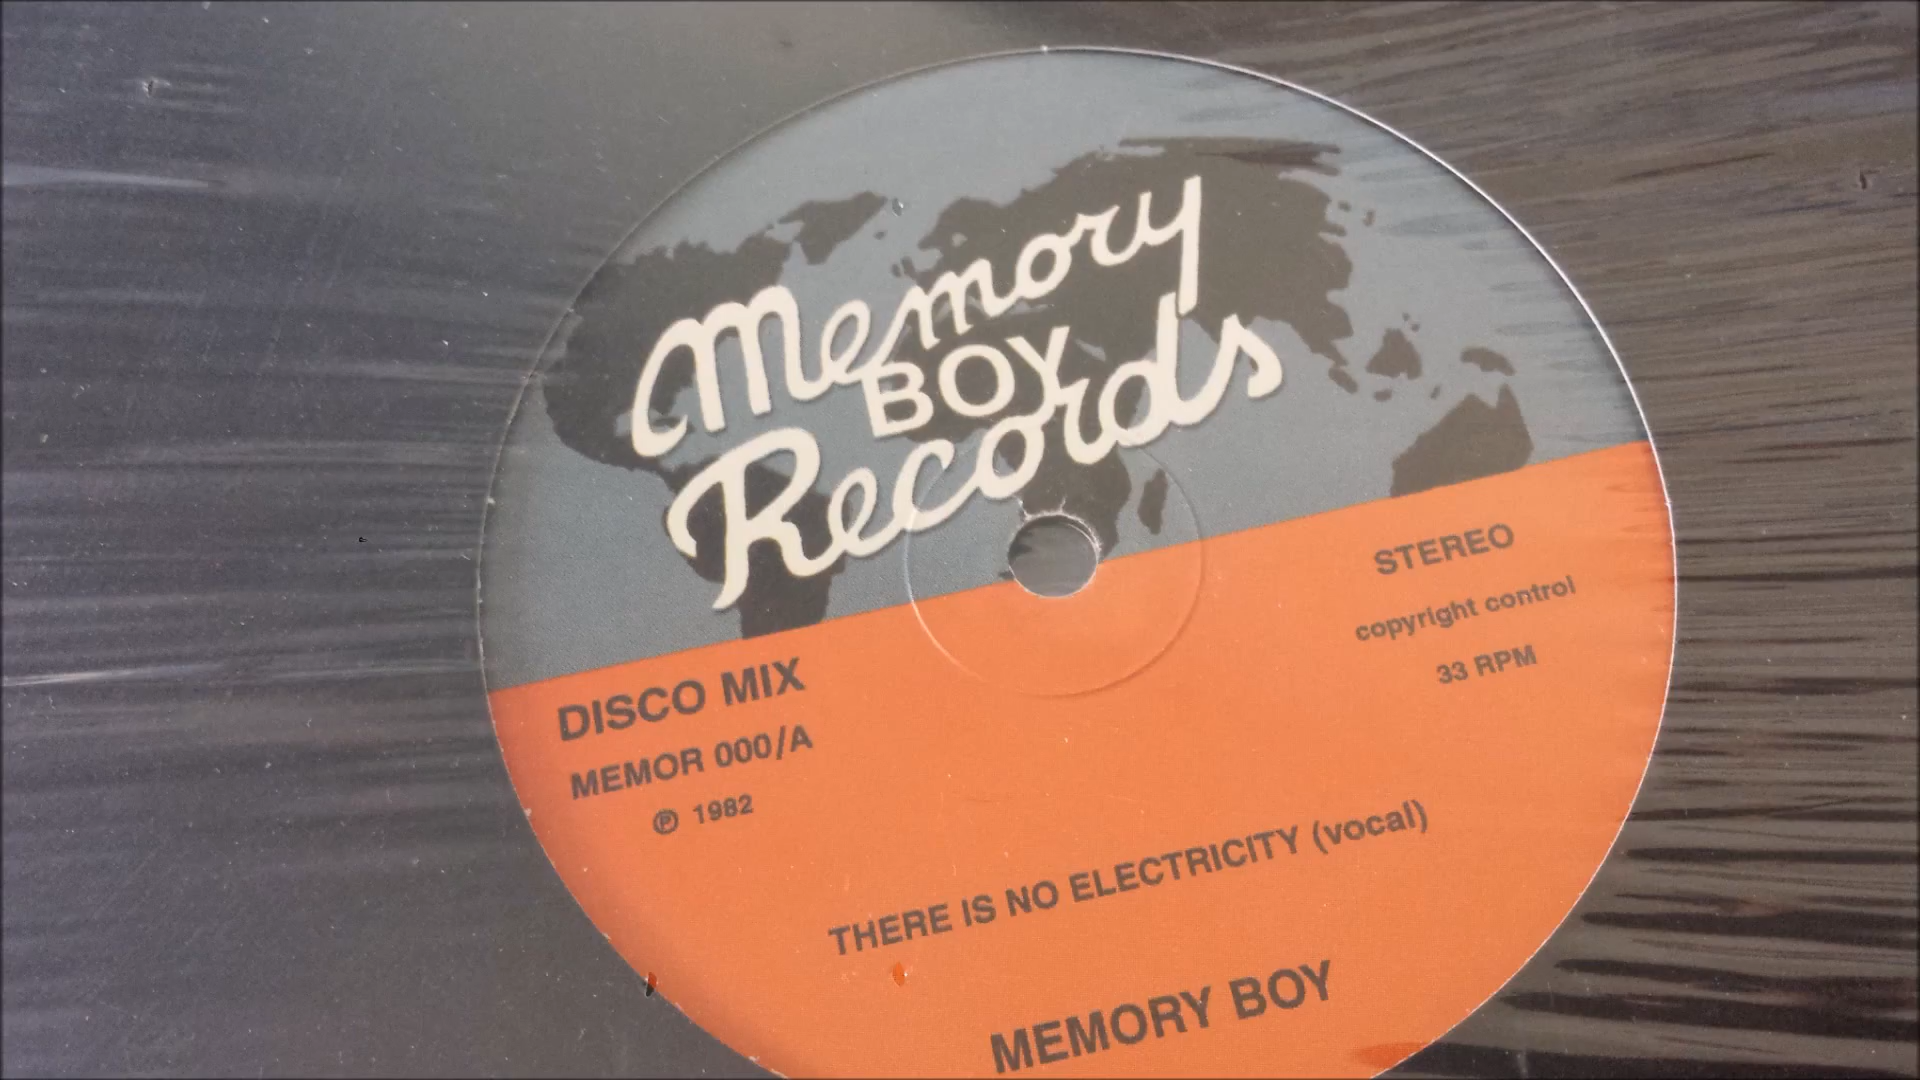 Memory
BOY
Records
STEREO
copyright control
33 RPM
DISCO MIX
MEMOR 000/A
℗ 1982
THERE IS NO ELECTRICITY (vocal)
MEMORY BOY